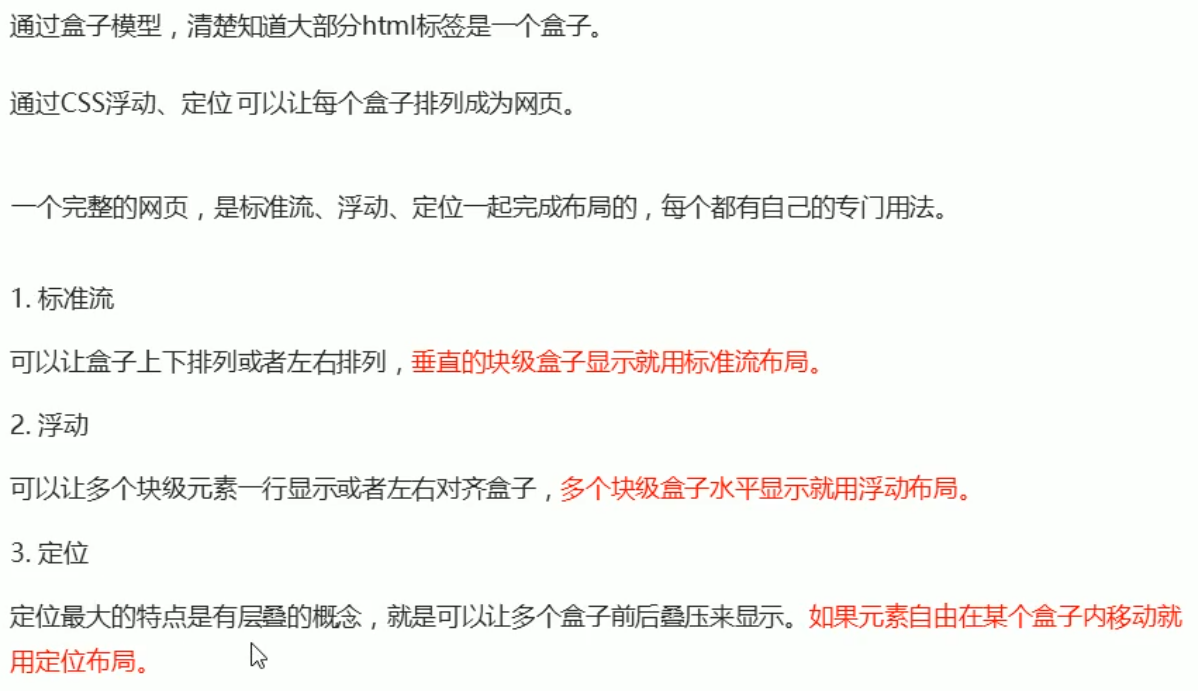 通过盒子模型，清楚知道大部分html标签是一个盒子。
通过CSS浮动、定位 可以让每个盒子排列成为网页。
一个完整的网页，是标准流、浮动、定位一起完成布局的，每个都有自己的专门用法。
1. 标准流
可以让盒子上下排列或者左右排列，垂直的块级盒子显示就用标准流布局。
2. 浮动
可以让多个块级元素一行显示或者左右对齐盒子，多个块级盒子水平显示就用浮动布局。
3. 定位
定位最大的特点是有层叠的概念，就是可以让多个盒子前后叠压来显示。如果元素自由在某个盒子内移动就
用定位布局。